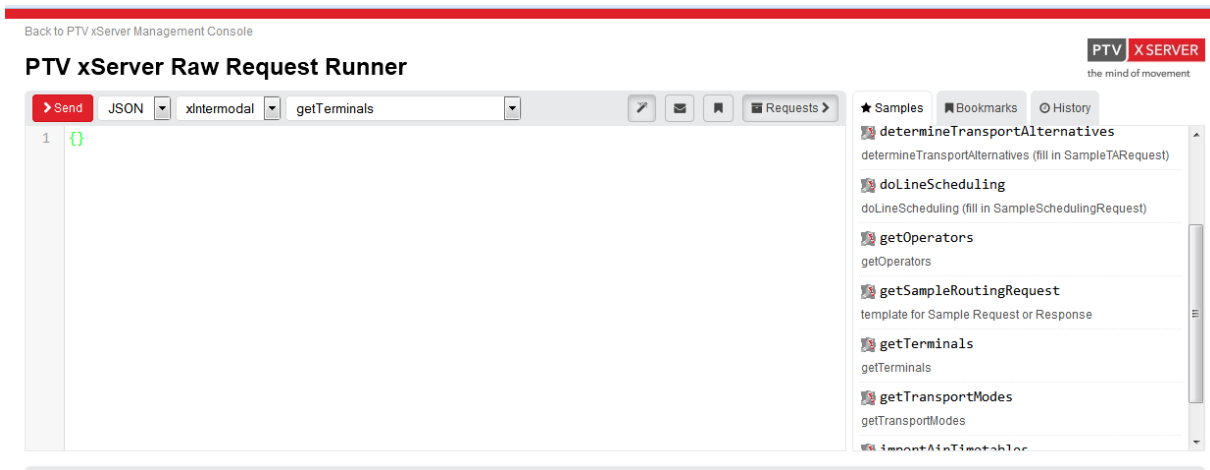 Back to PTV xServer Management Console
PTV xServer Raw Request Runner
PTV XSERVER
the mind of movement
Send JSON xIntermodal getTerminals Requests
Samples Bookmarks History
1 {}
determineTransportAlternatives
determineTransportAlternatives (fill in SampleTARequest)
doLineScheduling
doLineScheduling (fill in SampleSchedulingRequest)
getOperators
getOperators
getSampleRoutingRequest
template for Sample Request or Response
getTerminals
getTerminals
getTransportModes
getTransportModes
importAirTimetables